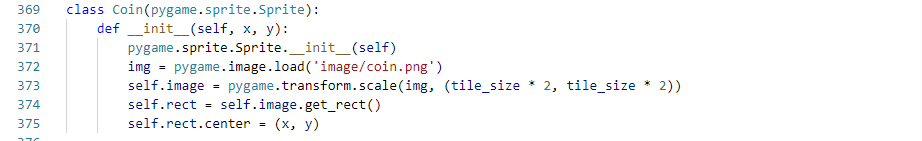 369 class Coin(pygame.sprite.Sprite):
370 def __init__(self, x, y):
371 pygame.sprite.Sprite.__init__(self)
372 img = pygame.image.load('image/coin.png')
373 self.image = pygame.transform.scale(img, (tile_size * 2, tile_size * 2))
374 self.rect = self.image.get_rect()
375 self.rect.center = (x, y)